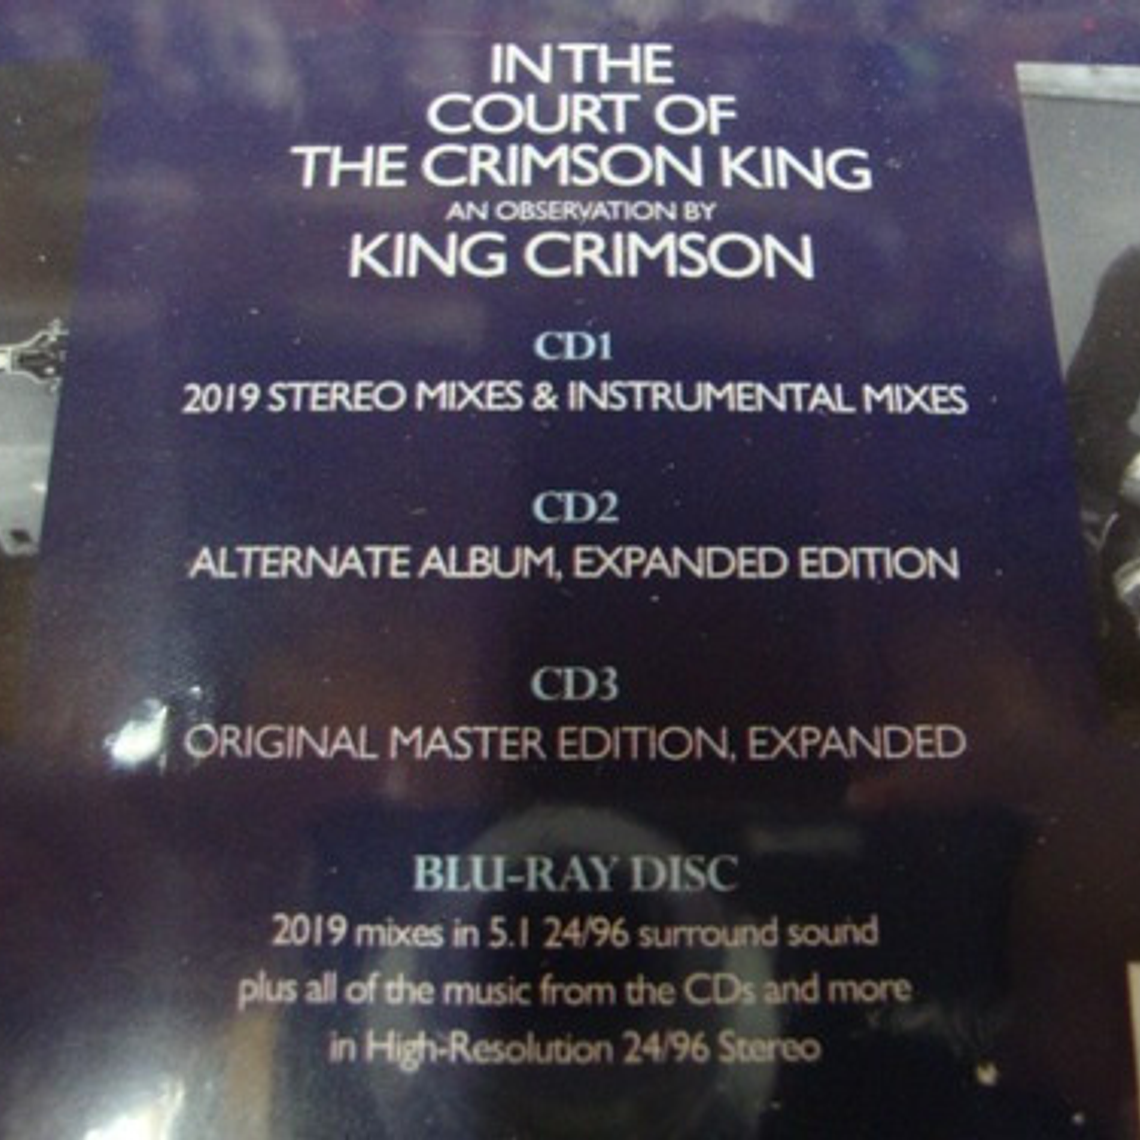 IN THE
COURT OF
THE CRIMSON KING
AN OBSERVATION BY
KING CRIMSON
CD1
2019 STEREO MIXES & INSTRUMENTAL MIXES
CD2
ALTERNATE ALBUM, EXPANDED EDITION
CD3
ORIGINAL MASTER EDITION, EXPANDED
BLU-RAY DISC
2019 mixes in 5.1 24/96 surround sound
plus all of the music from the CDs and more
in High-Resolution 24/96 Stereo